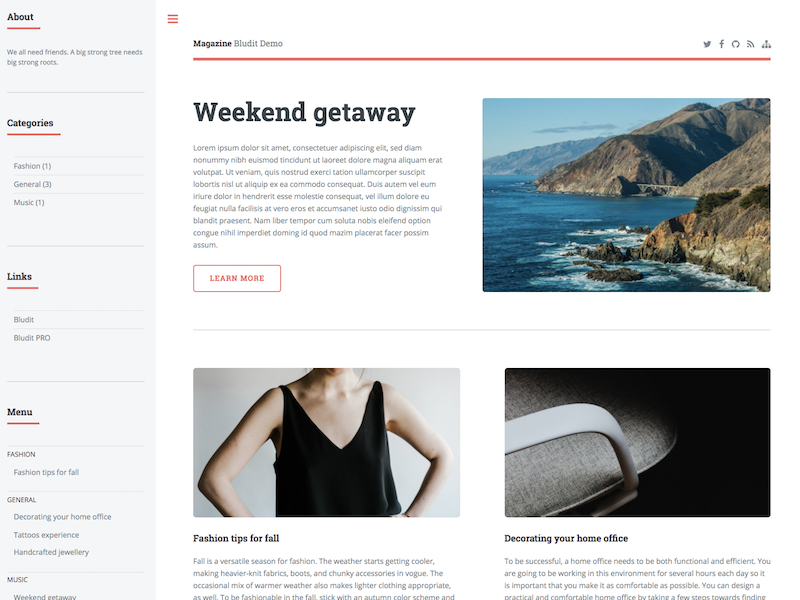 About
We all need friends. A big strong tree needs
big strong roots.
Categories
Fashion (1)
General (3)
Music (1)
Links
Bludit
Bludit PRO
Menu
FASHION
Fashion tips for fall
GENERAL
Decorating your home office
Tattoos experience
Handcrafted jewellery
MUSIC
Weekend getaway
Magazine Bludit Demo
Weekend getaway
Lorem ipsum dolor sit amet, consectetuer adipiscing elit, sed diam
nonummy nibh euismod tincidunt ut laoreet dolore magna aliquam erat
volutpat. Ut veniam, quis nostrud exerci tation ullamcorper suscipit
lobortis nisl ut aliquip ex ea commodo consequat. Duis autem vel eum
iriure dolor in hendrerit esse molestie consequat, vel illum dolore eu
feugiat nulla facilisis at vero eros et accumsanet iusto odio dignissim qui
blandit praesent. Nam liber tempor cum soluta nobis eleifend option
congue nihil imperdiet doming id quod mazim placerat facer possim
assum.
LEARN MORE
Fashion tips for fall
Fall is a versatile season for fashion. The weather starts getting cooler,
making heavier-knit fabrics, boots, and chunky accessories in vogue. The
occasional mix of warmer weather also makes lighter clothing appropriate,
as well. To be fashionable in the fall, stick with an autumn color scheme and
Decorating your home office
To be successful, a home office needs to be both functional and efficient. You
are going to be working in this environment for several hours each day so it
is important that you make it as comfortable as possible. You can design a
practical and comfortable home office by taking a few steps towards finding